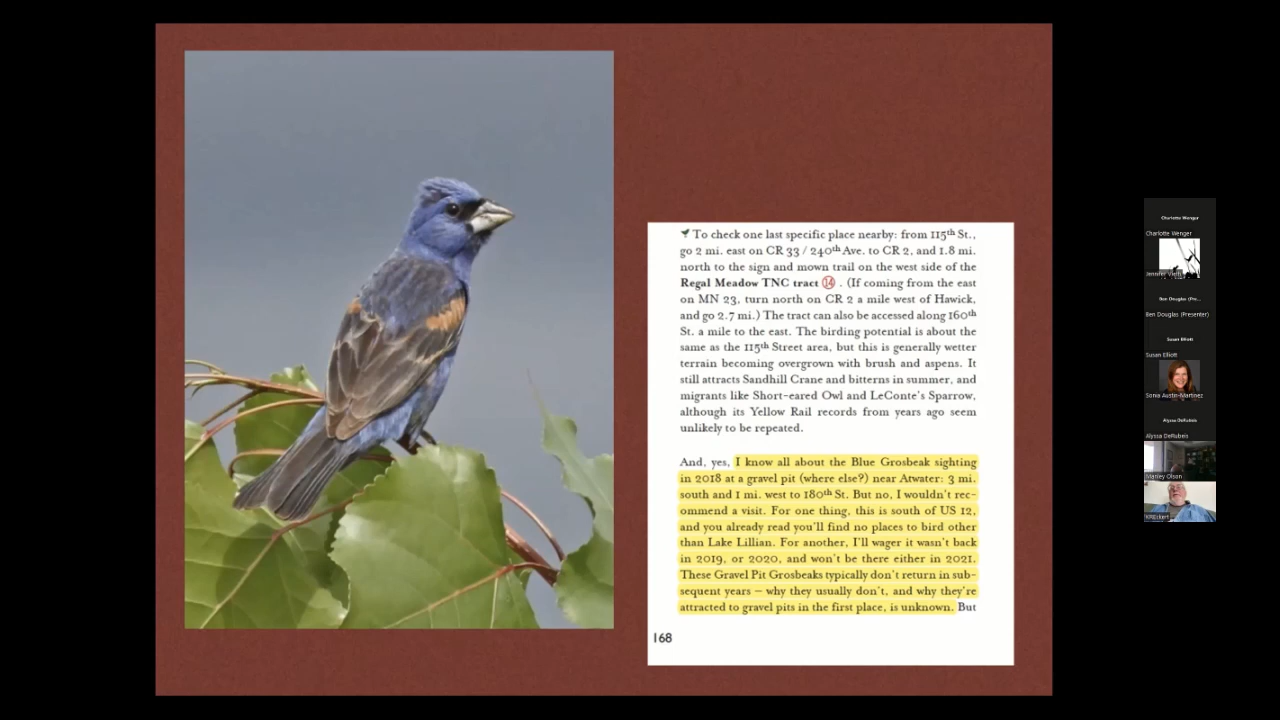 To check one last specific place nearby: from 115th St.,
go 2 mi. east on CR 33 / 240th Ave. to CR 2, and 1.8 mi.
north to the sign and mown trail on the west side of the
Regal Meadow TNC tract ⑭ . (If coming from the east
on MN 23, turn north on CR 2 a mile west of Hawick,
and go 2.7 mi.) The tract can also be accessed along 160th
St. a mile to the east. The birding potential is about the
same as the 115th Street area, but this is generally wetter
terrain becoming overgrown with brush and aspens. It
still attracts Sandhill Crane and bitterns in summer, and
migrants like Short-eared Owl and LeConte's Sparrow,
although its Yellow Rail records from years ago seem
unlikely to be repeated.
And, yes, I know all about the Blue Grosbeak sighting
in 2018 at a gravel pit (where else?) near Atwater: 3 mi.
south and 1 mi. west to 180th St. But no, I wouldn't rec-
ommend a visit. For one thing, this is south of US 12,
and you already read you'll find no places to bird other
than Lake Lillian. For another, I'll wager it wasn't back
in 2019, or 2020, and won't be there either in 2021.
These Gravel Pit Grosbeaks typically don't return in sub-
sequent years – why they usually don't, and why they're
attracted to gravel pits in the first place, is unknown. But
168
Charlotte Wenger
Charlotte Wenger
Jennifer
Ben Douglas (Pre...
Ben Douglas (Presenter)
Susan Elliott
Susan Elliott
Sonia Austin-Martinez
Alyssa DeRubeis
Alyssa DeRubeis
Marley Olson